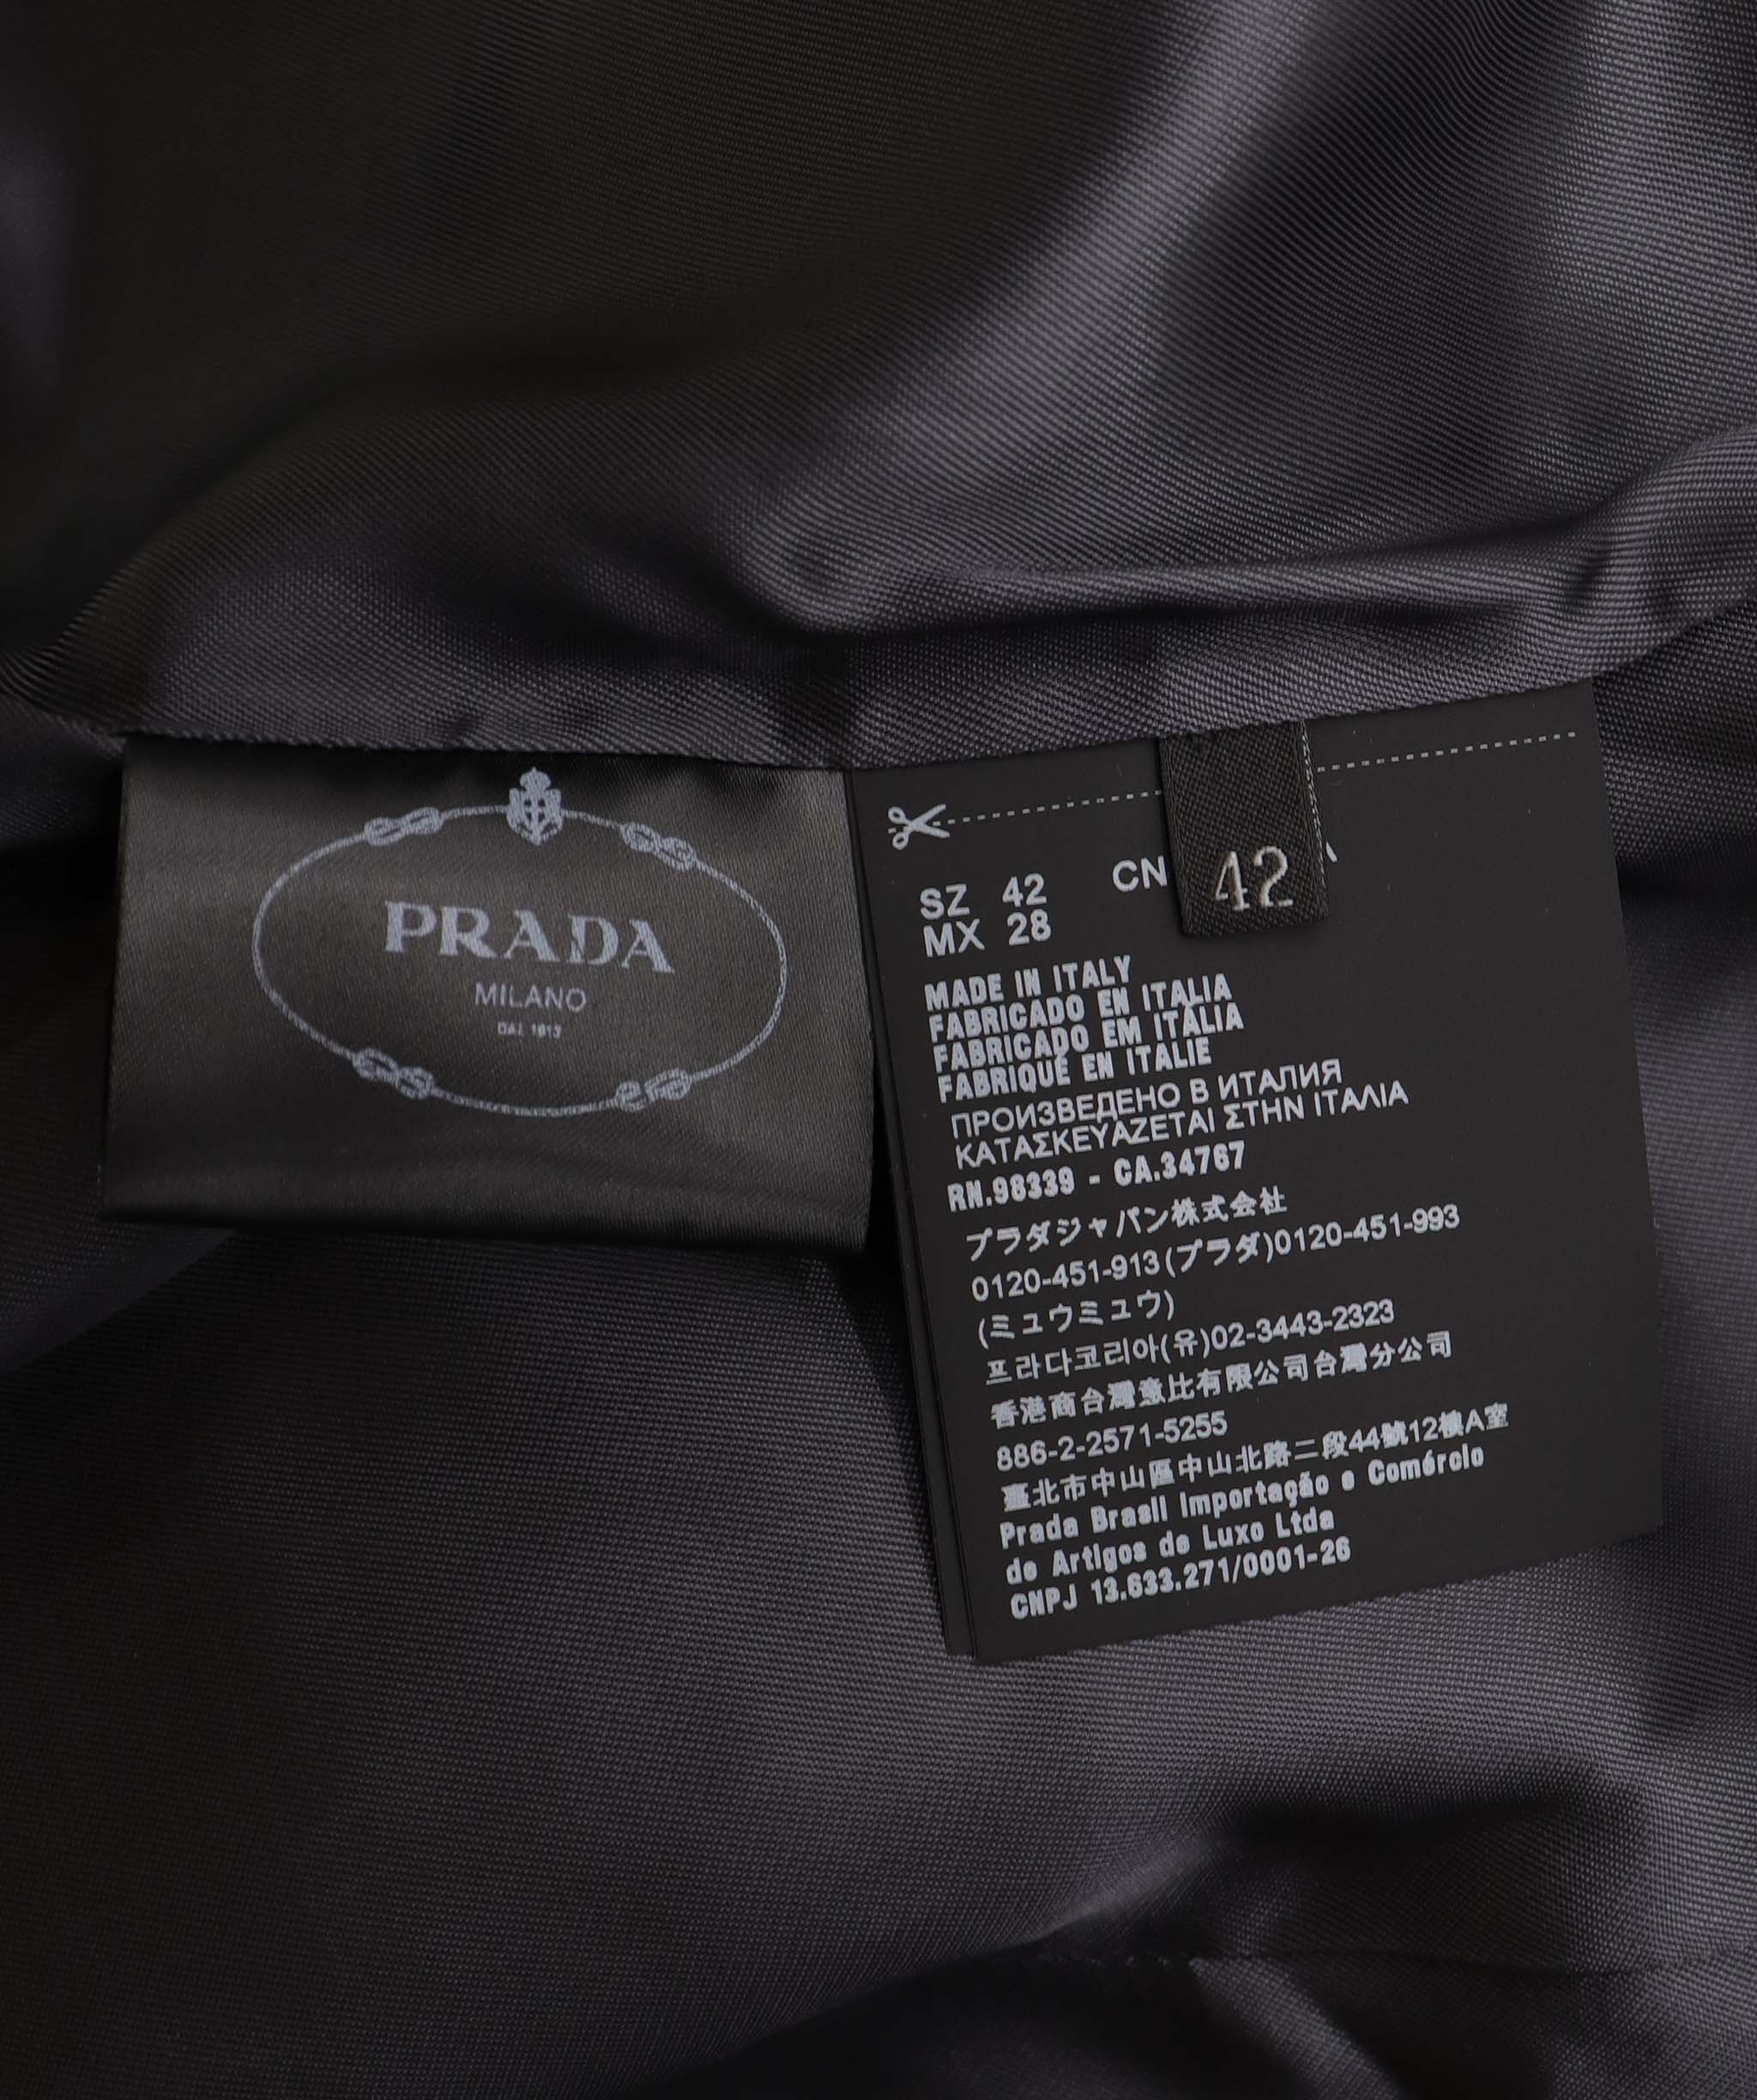 PRADA
MILANO
DAL 1913
42
SZ 42 CN
MX 28
MADE IN ITALY
FABRICADO EN ITALIA
FABRICADO EM ITÁLIA
FABRIQUÉ EN ITALIE
ПРОИЗВЕДЕНО В ИТАЛИЯ
ΚΑΤΑΣΚΕΥΑΖΕΤΑΙ ΣΤΗΝ ΙΤΑΛΙΑ
RN.98339 - CA.34767
プラダジャパン株式会社
0120-451-913(プラダ)0120-451-993
(ミュウミュウ)
프라다코리아(유)02-3443-2323
香港商台灣意比有限公司台灣分公司
886-2-2571-5255
臺北市中山區中山北路二段44號12樓A室
Prada Brasil Importação e Comércio
de Artigos de Luxo Ltda
CNPJ 13.633.271/0001-26